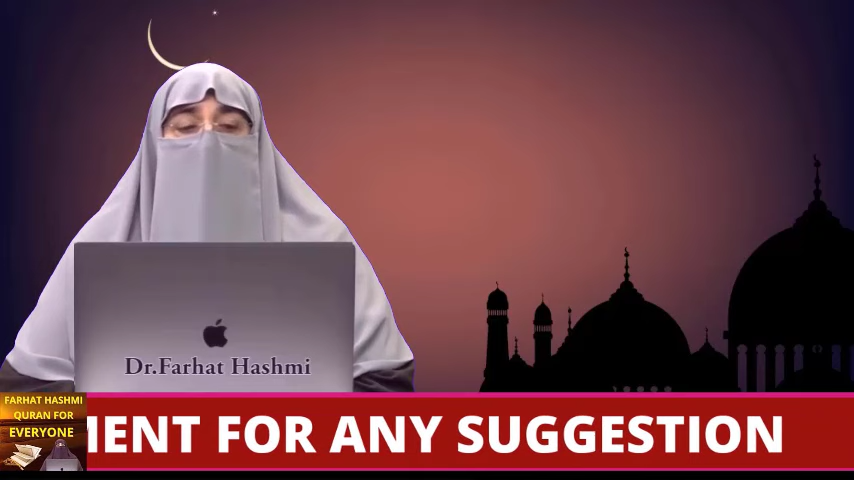 Dr.Farhat Hashmi
FARHAT HASHMI
QURAN FOR
EVERYONE
MENT FOR ANY SUGGESTION